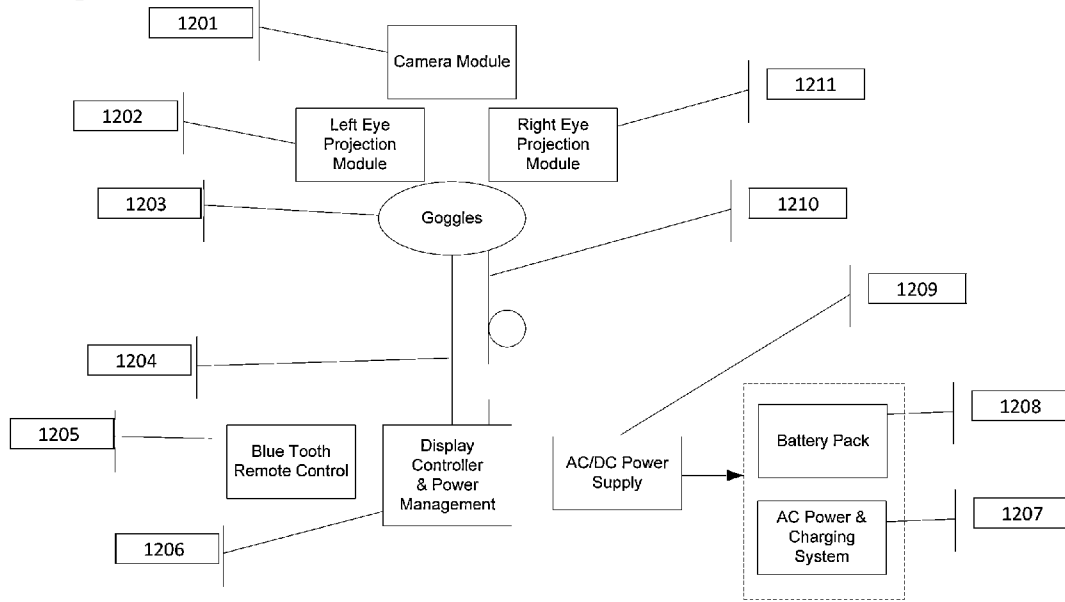 1201
Camera Module
1211
1202
Left Eye
Projection
Module
Right Eye
Projection
Module
1203
Goggles
1210
1209
1204
1205
Blue Tooth
Remote Control
Display
Controller
& Power
Management
AC/DC Power
Supply
Battery Pack
1208
AC Power &
Charging
System
1207
1206